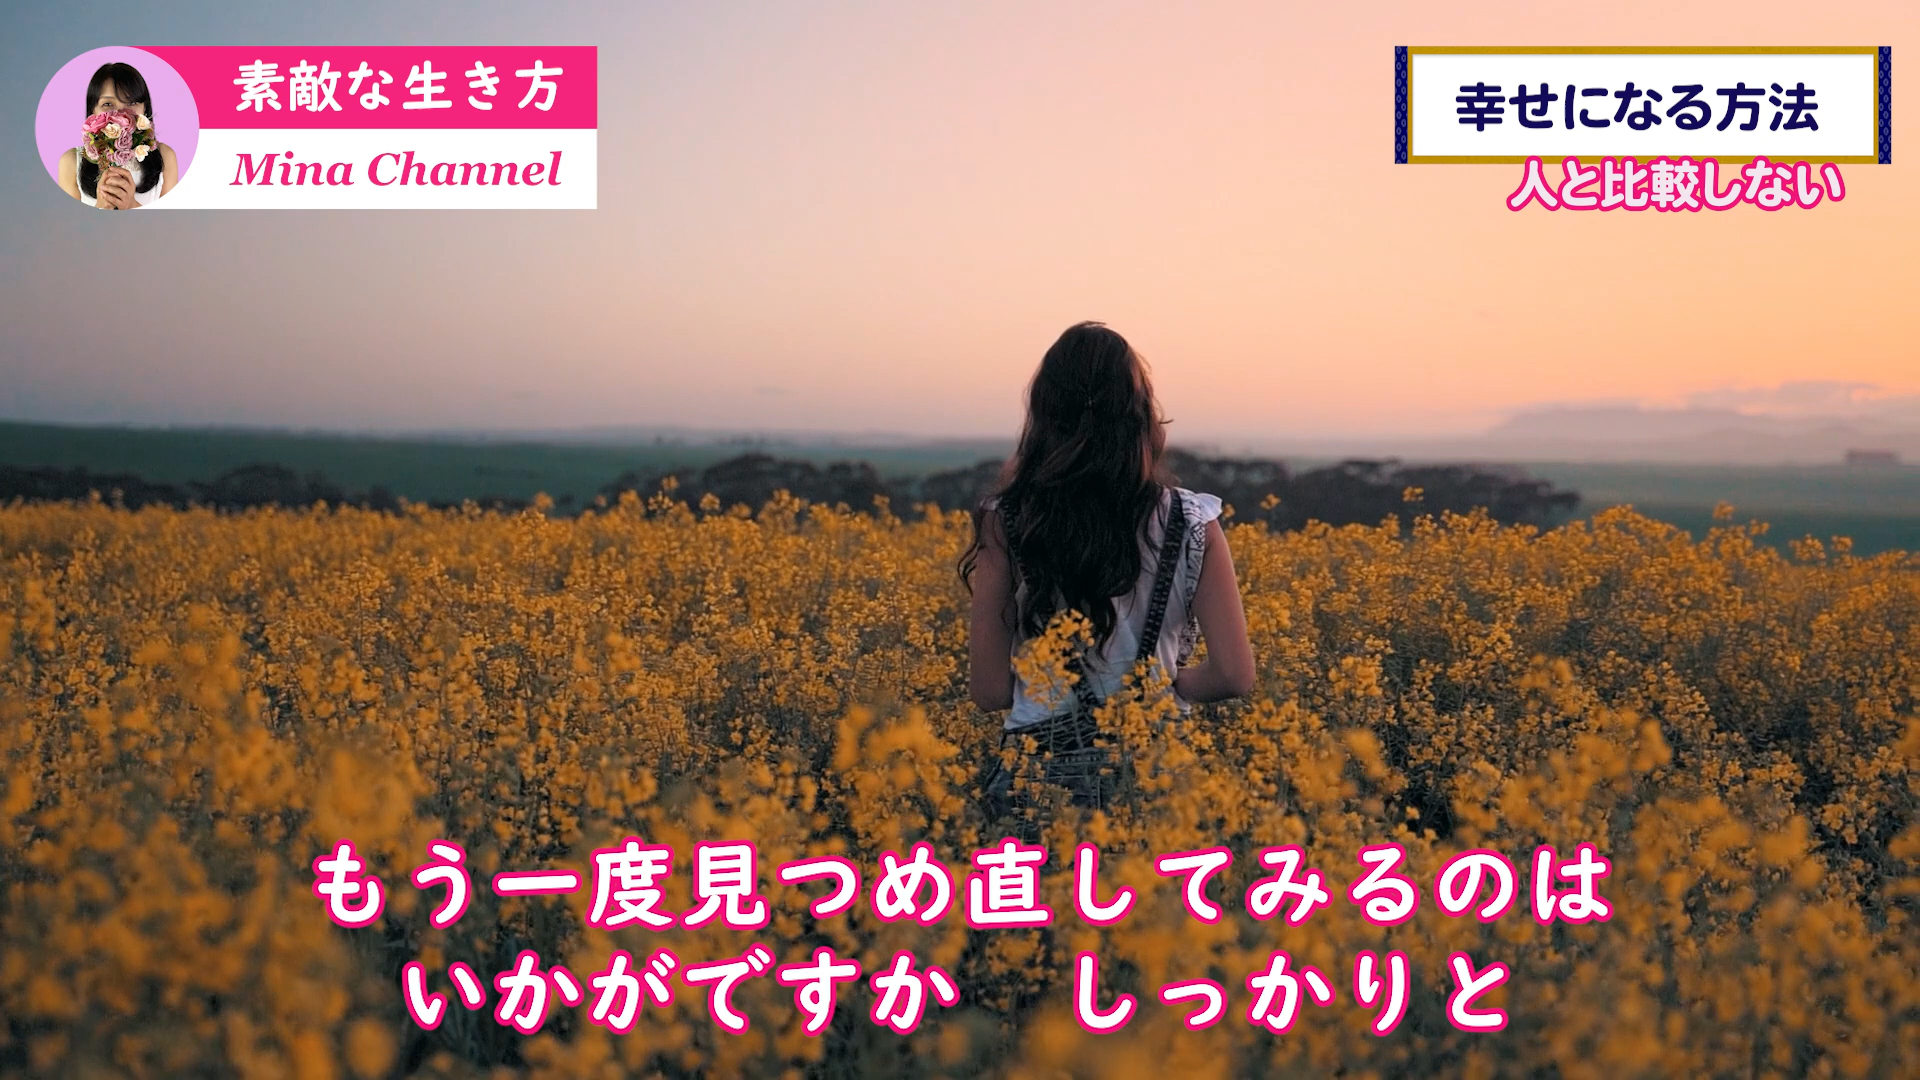 素敵な生き方
Mina Channel
幸せになる方法
人と比較しない
もう一度見つめ直してみるのは
いかがですか　しっかりと